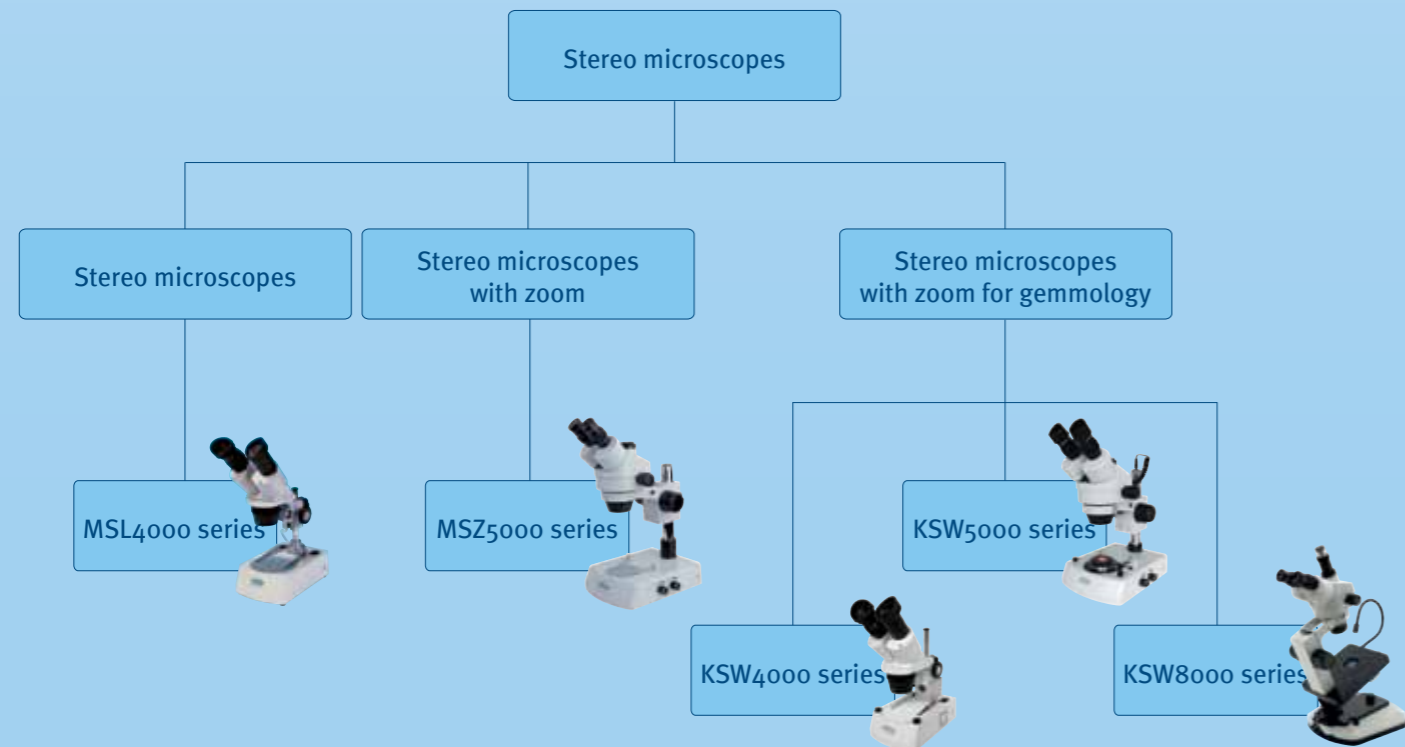 Stereo microscopes
Stereo microscopes
Stereo microscopes
with zoom
Stereo microscopes
with zoom for gemmology
MSL4000 series
MSZ5000 series
KSW5000 series
KSW4000 series
KSW8000 series